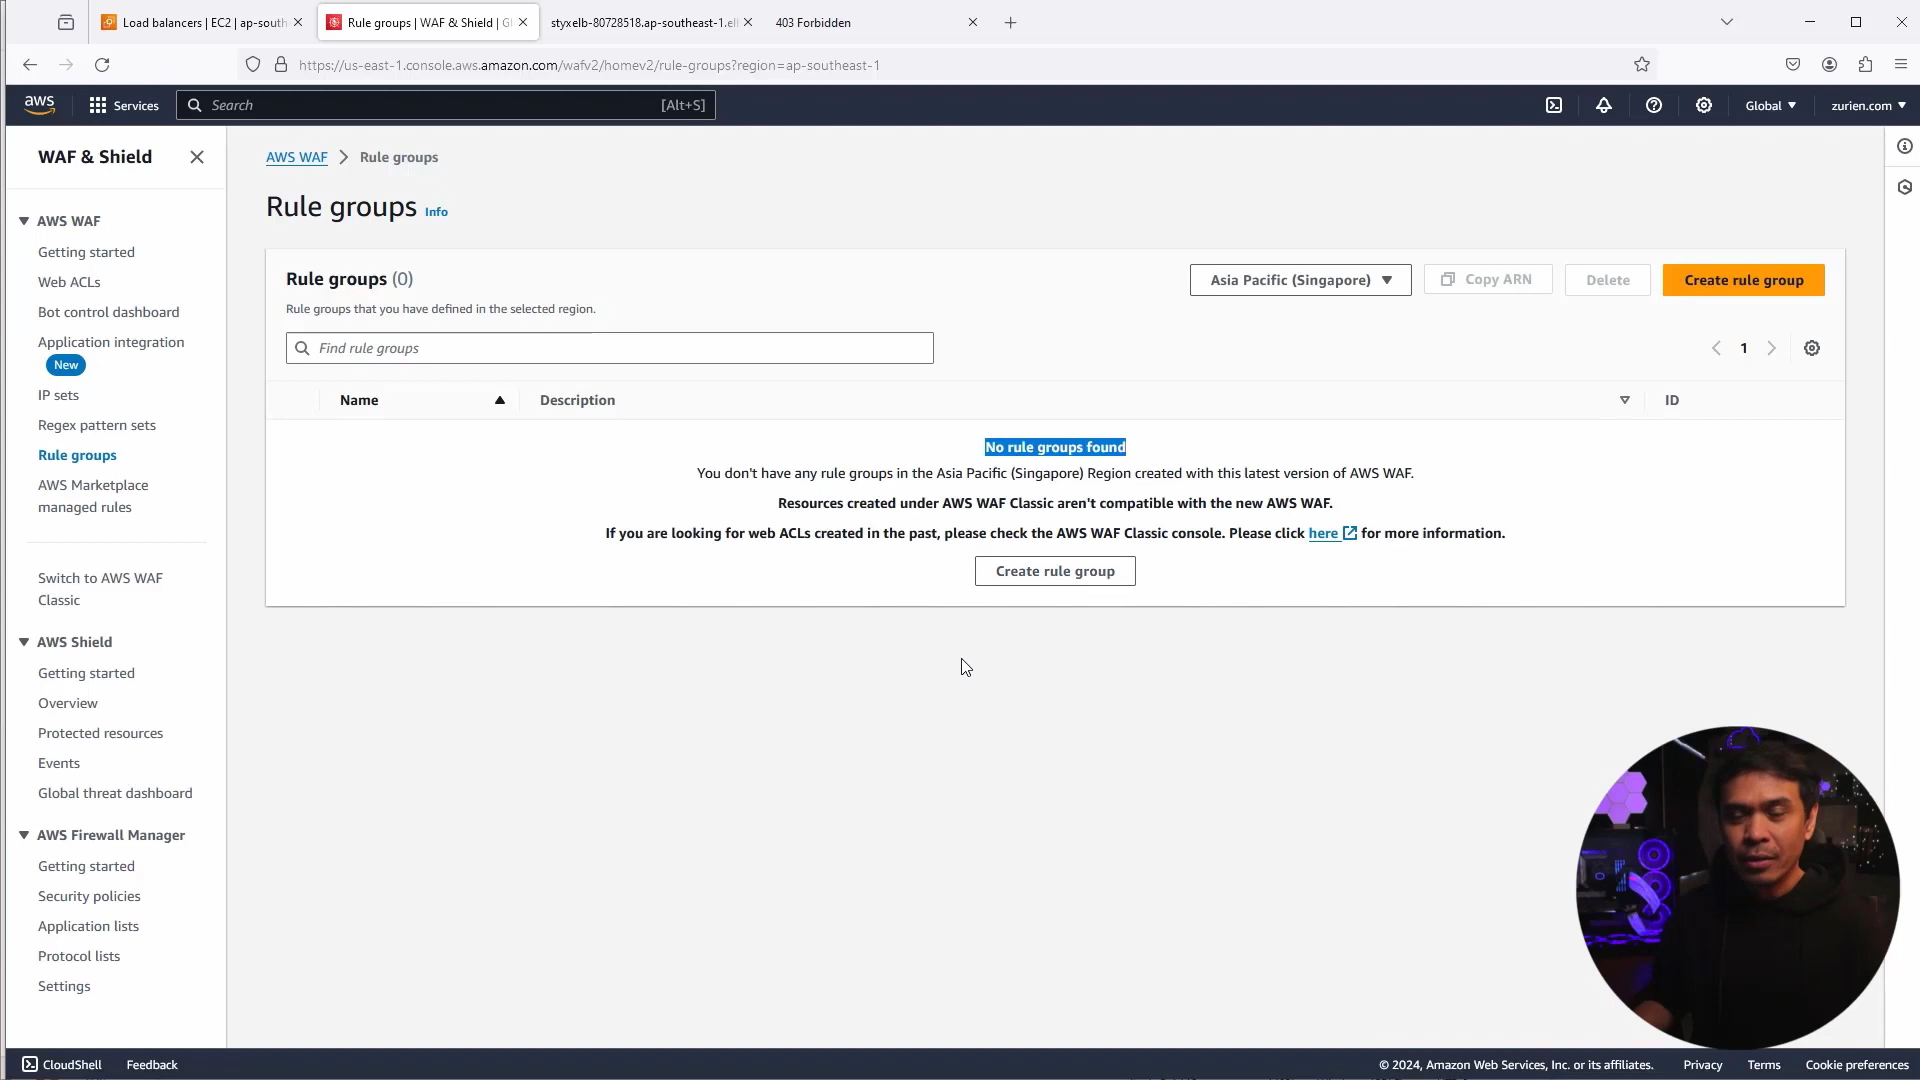 Load balancers | EC2 | ap-south
Rule groups | WAF & Shield | Gl
styxelb-80728518.ap-southeast-1.el
403 Forbidden
https://us-east-1.console.aws.amazon.com/wafv2/homev2/rule-groups?region=ap-southeast-1
aws
Services
Search
[Alt+S]
Global
zurien.com
WAF & Shield
AWS WAF
Getting started
Web ACLs
Bot control dashboard
Application integration
New
IP sets
Regex pattern sets
Rule groups
AWS Marketplace
managed rules
Switch to AWS WAF
Classic
AWS Shield
Getting started
Overview
Protected resources
Events
Global threat dashboard
AWS Firewall Manager
Getting started
Security policies
Application lists
Protocol lists
Settings
AWS WAF
Rule groups
Rule groups Info
Rule groups (0)
Rule groups that you have defined in the selected region.
Asia Pacific (Singapore)
Copy ARN
Delete
Create rule group
Find rule groups
1
Name
Description
ID
No rule groups found
You don't have any rule groups in the Asia Pacific (Singapore) Region created with this latest version of AWS WAF.
Resources created under AWS WAF Classic aren't compatible with the new AWS WAF.
If you are looking for web ACLs created in the past, please check the AWS WAF Classic console. Please click here for more information.
Create rule group
CloudShell
Feedback
© 2024, Amazon Web Services, Inc. or its affiliates.
Privacy
Terms
Cookie preferences